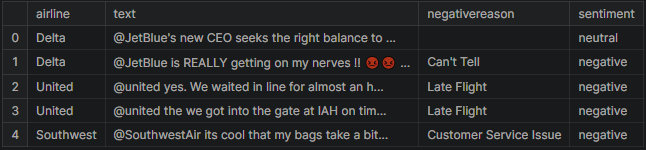 airline text negativereason sentiment
0 Delta @JetBlue's new CEO seeks the right balance to ... neutral
1 Delta @JetBlue is REALLY getting on my nerves !! 😡 😡 ... Can't Tell negative
2 United @united yes. We waited in line for almost an h... Late Flight negative
3 United @united the we got into the gate at IAH on tim... Late Flight negative
4 Southwest @SouthwestAir its cool that my bags take a bit... Customer Service Issue negative